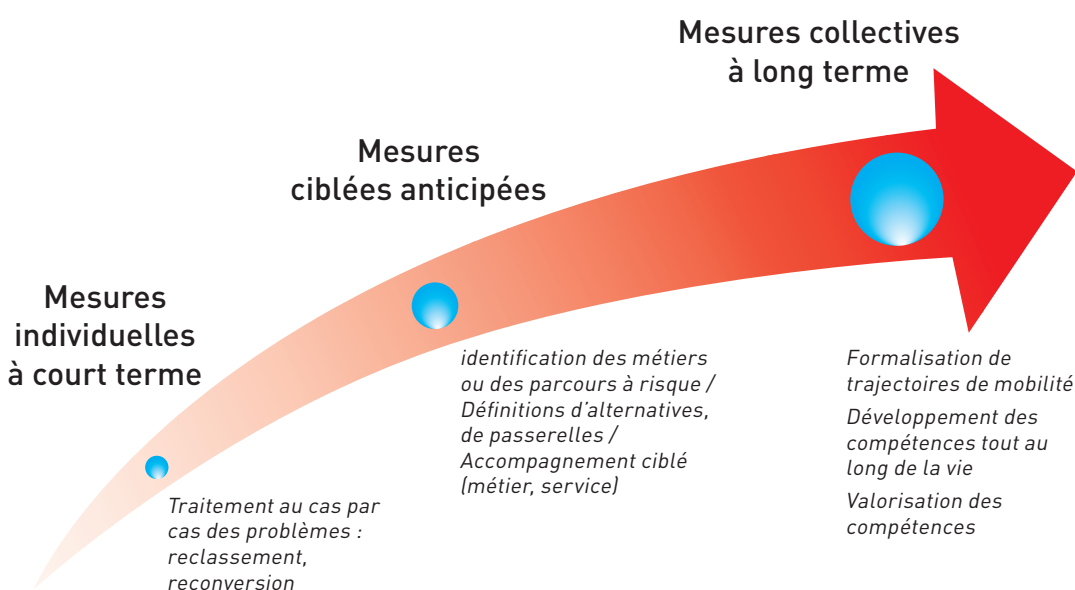 Mesures collectives
à long terme
Mesures
ciblées anticipées
Mesures
individuelles
à court terme
identification des métiers
ou des parcours à risque /
Définitions d'alternatives,
de passerelles /
Accompagnement ciblé
(métier, service)
Formalisation de
trajectoires de mobilité
Développement des
compétences tout au
long de la vie
Valorisation des
compétences
Traitement au cas par
cas des problèmes :
reclassement,
reconversion